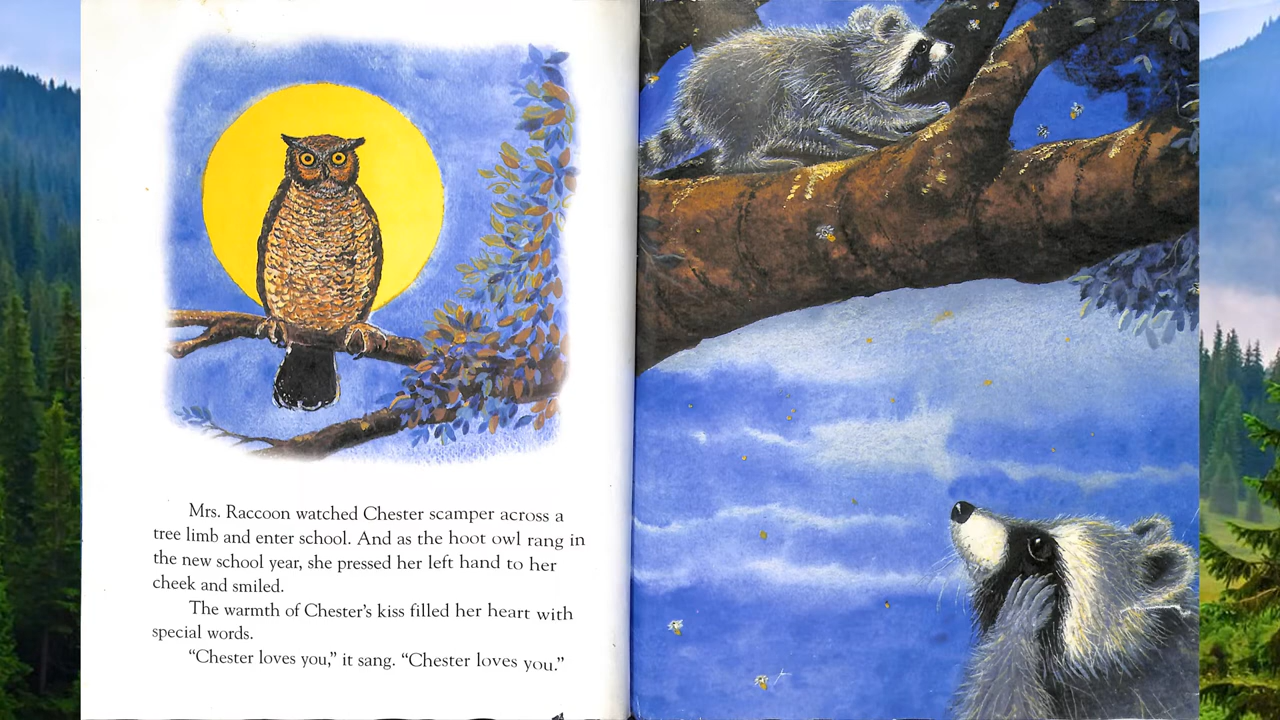 Mrs. Raccoon watched Chester scamper across a
tree limb and enter school. And as the hoot owl rang in
the new school year, she pressed her left hand to her
cheek and smiled.
The warmth of Chester’s kiss filled her heart with
special words.
“Chester loves you,” it sang. “Chester loves you.”